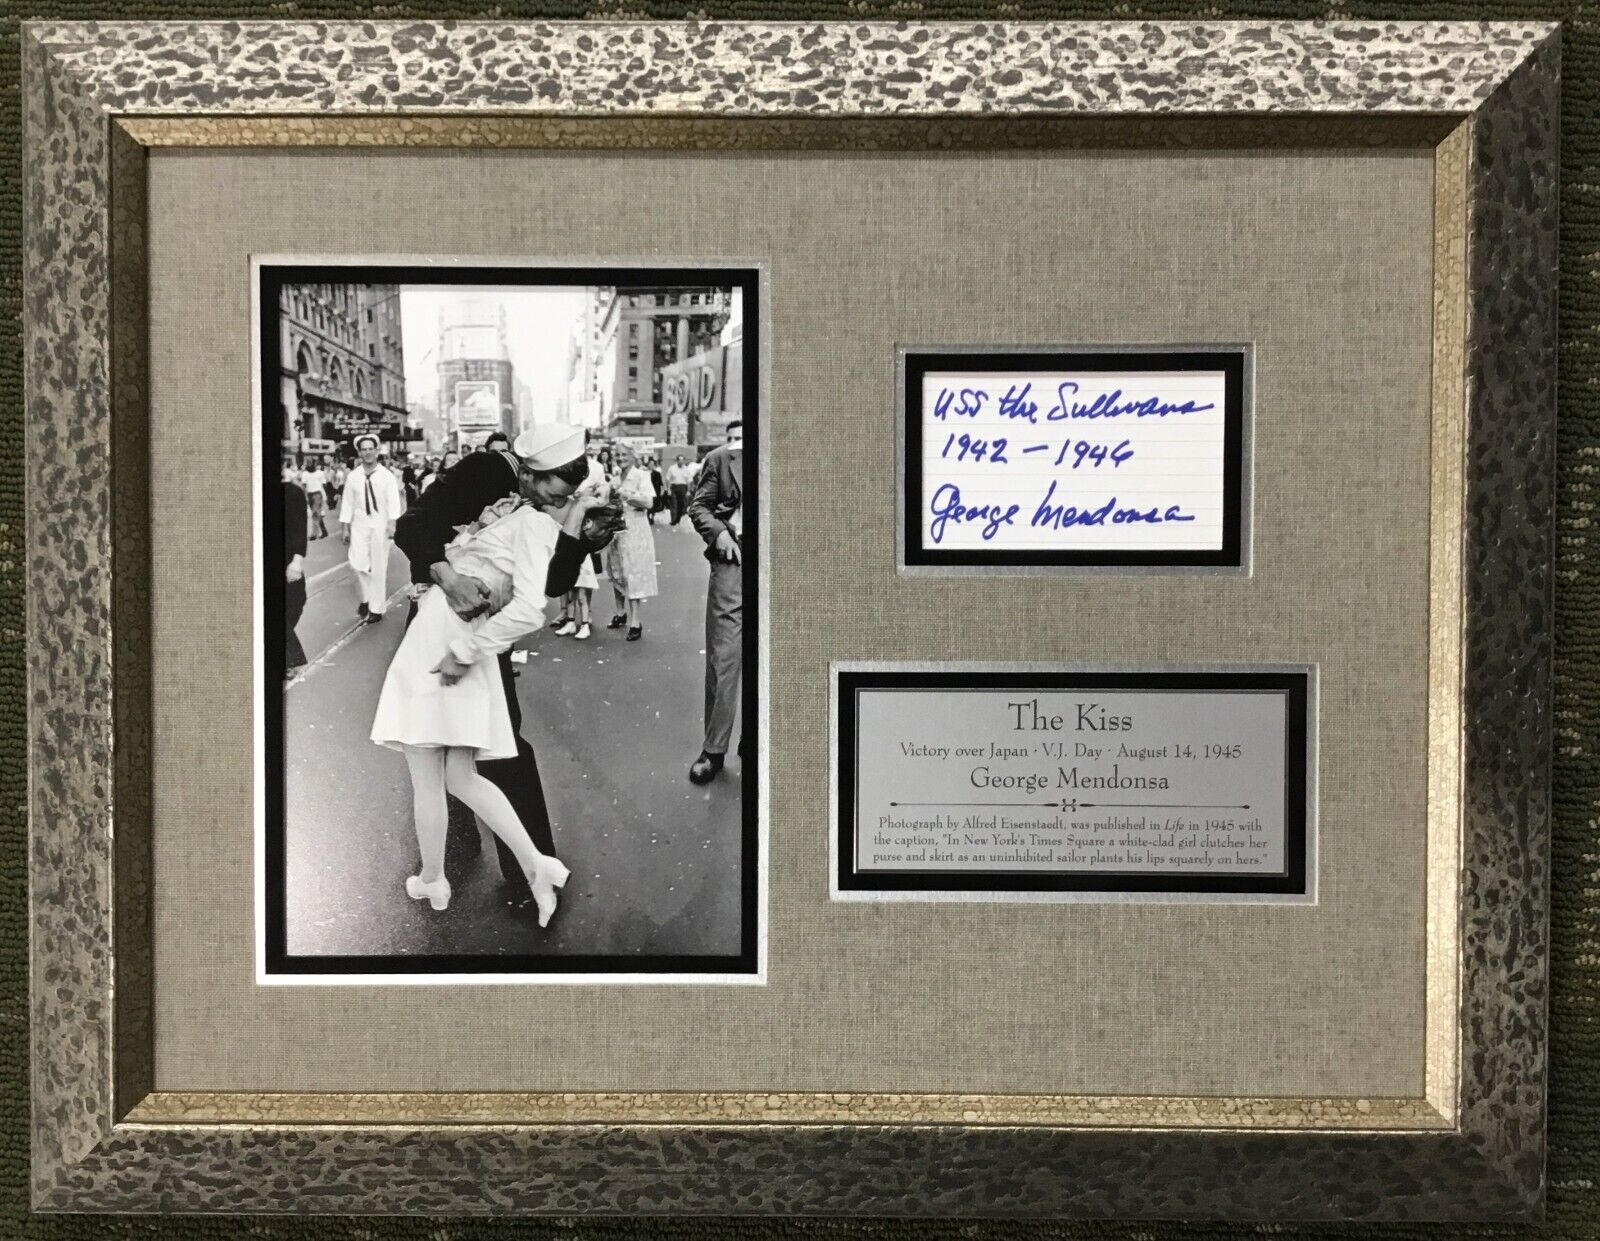 BOND
USS the Sullivans
1942 - 1946
George Mendonsa
The Kiss
Victory over Japan · V.J. Day · August 14, 1945
George Mendonsa
Photograph by Alfred Eisenstaedt, was published in Life in 1945 with
the caption, "In New York's Times Square a white-clad girl clutches her
purse and skirt as an uninhibited sailor plants his lips squarely on hers."